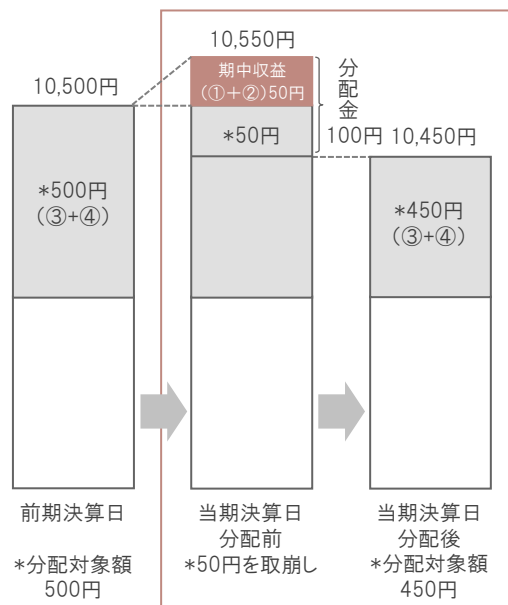 10,550円
10,500円
期中収益
(①+②)50円
分配金
*50円
100円
10,450円
*500円
(③+④)
*450円
(③+④)
前期決算日
*分配対象額
500円
当期決算日
分配前
*50円を取崩し
当期決算日
分配後
*分配対象額
450円